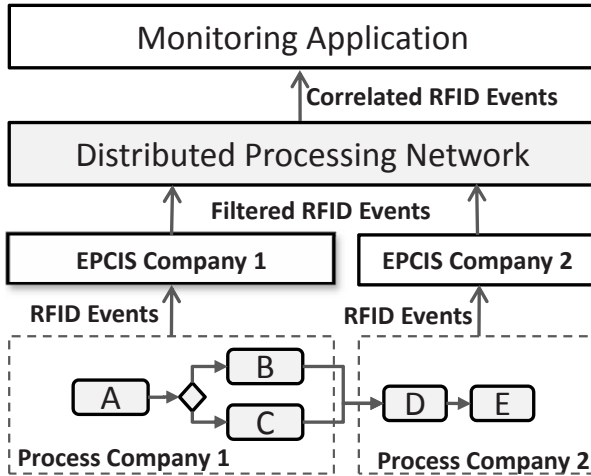 Monitoring Application
Correlated RFID Events
Distributed Processing Network
Filtered RFID Events
EPCIS Company 1
EPCIS Company 2
RFID Events
RFID Events
B
A
D
E
C
Process Company 1
Process Company 2